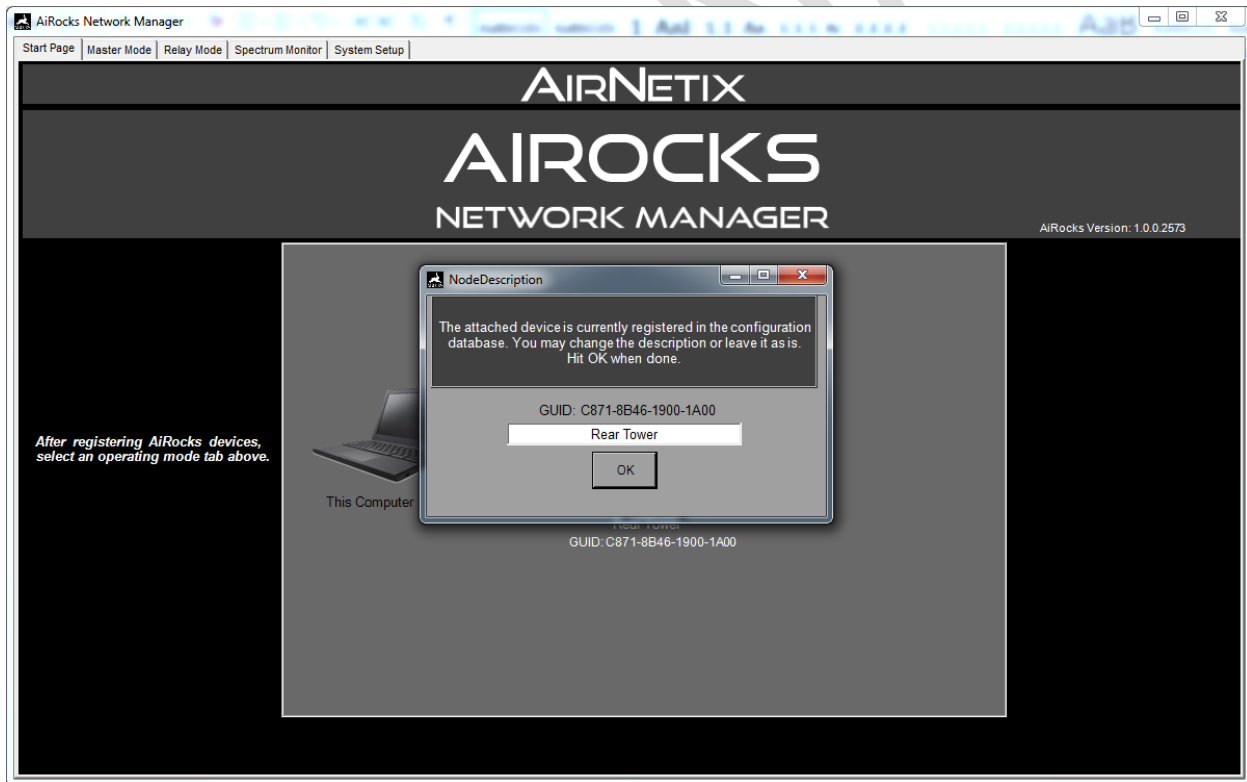 AiRocks Network Manager
Start Page Master Mode Relay Mode Spectrum Monitor System Setup
AIRNETIX
AIROCKS
NETWORK MANAGER
AiRocks Version: 1.0.0.2573
NodeDescription
The attached device is currently registered in the configuration
database. You may change the description or leave it as is.
Hit OK when done.
GUID: C871-8B46-1900-1A00
Rear Tower
OK
After registering AiRocks devices,
select an operating mode tab above.
This Computer
Rear Tower
GUID: C871-8B46-1900-1A00